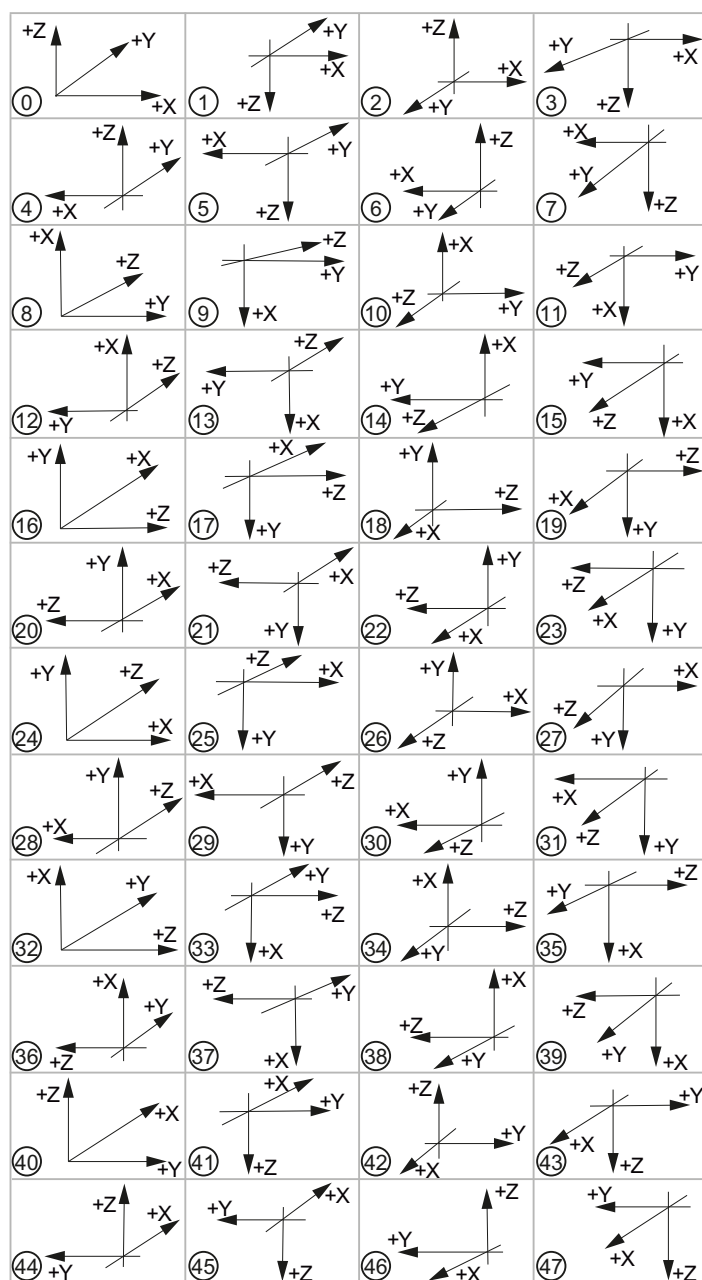 +Z +Y +X 0
+Y +X +Z 1
+Z +X +Y 2
+Y +X +Z 3
+Z +Y +X 4
+X +Y +Z 5
+Z +X +Y 6
+X +Y +Z 7
+X +Z +Y 8
+Z +Y +X 9
+X +Z +Y 10
+Z +Y +X 11
+X +Z +Y 12
+Z +Y +X 13
+X +Y +Z 14
+Y +Z +X 15
+Y +X +Z 16
+X +Z +Y 17
+Y +Z +X 18
+Z +X +Y 19
+Y +X +Z 20
+Z +X +Y 21
+Y +Z +X 22
+Z +X +Y 23
+Y +Z +X 24
+Z +X +Y 25
+Y +X +Z 26
+X +Z +Y 27
+Y +Z +X 28
+X +Z +Y 29
+Y +X +Z 30
+X +Z +Y 31
+X +Y +Z 32
+Y +Z +X 33
+X +Z +Y 34
+Z +Y +X 35
+X +Y +Z 36
+Z +Y +X 37
+X +Z +Y 38
+Z +Y +X 39
+Z +X +Y 40
+X +Y +Z 41
+Z +Y +X 42
+Y +X +Z 43
+Z +X +Y 44
+X +Y +Z 45
+Z +Y +X 46
+Y +X +Z 47